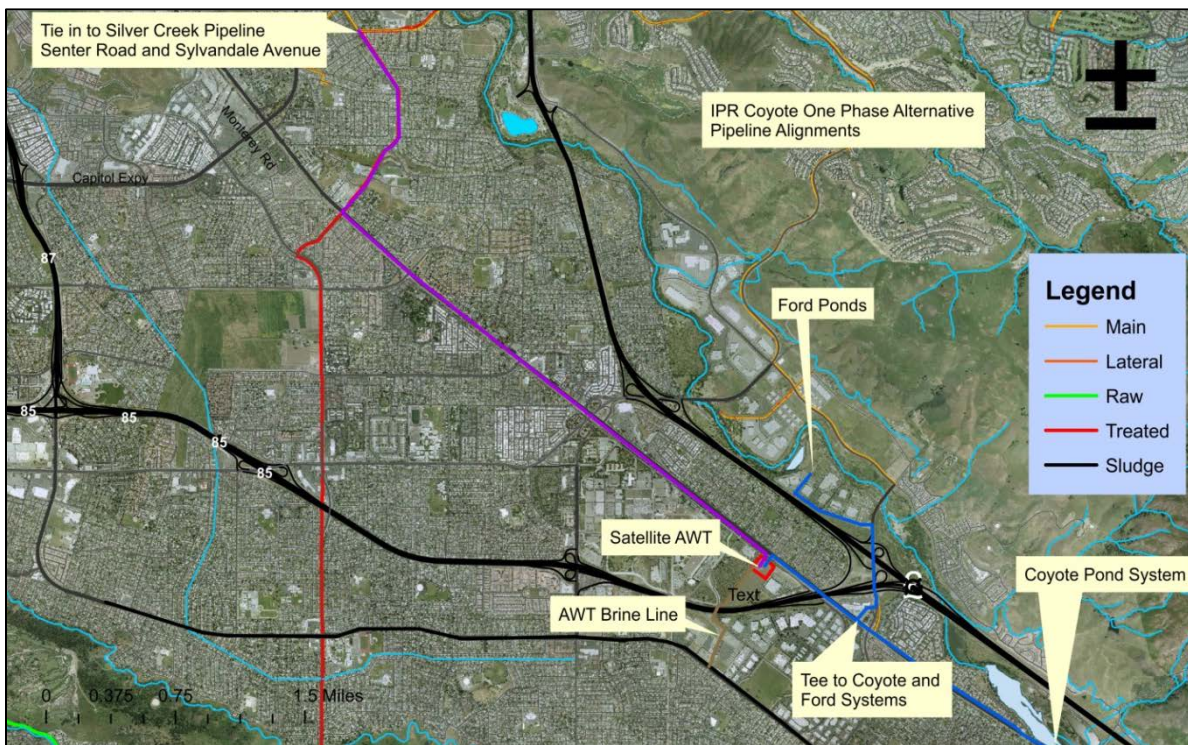 Tie in to Silver Creek Pipeline
Senter Road and Sylvandale Avenue
IPR Coyote One Phase Alternative
Pipeline Alignments
Monterey Rd
Capitol Expy
87
Ford Ponds
Legend
Main
Lateral
Raw
Treated
Sludge
85
85
85
85
Satellite AWT
Text
AWT Brine Line
Coyote Pond System
Tee to Coyote and
Ford Systems
0 0.375 0.75 1.5 Miles